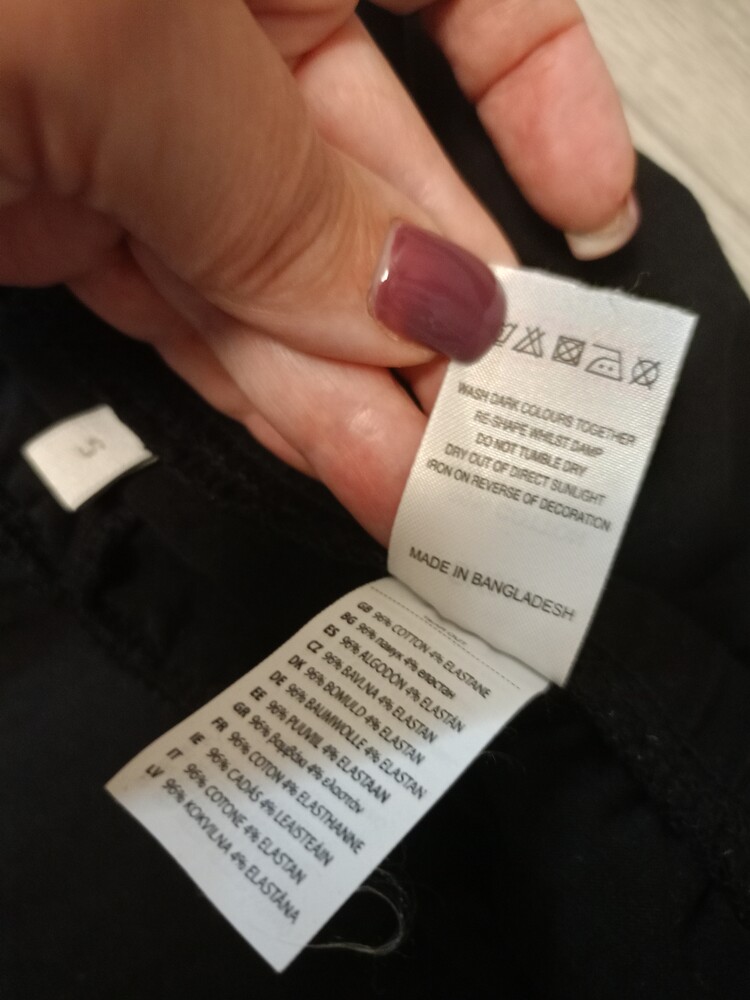 WASH DARK COLOURS TOGETHER
RE-SHAPE WHILST DAMP
DO NOT TUMBLE DRY
DRY OUT OF DIRECT SUNLIGHT
IRON ON REVERSE OF DECORATION
MADE IN BANGLADESH
GB 96% COTTON 4% ELASTANE
BG 96% памук 4% еластан
ES 96% ALGODÓN 4% ELASTÁN
CZ 96% BAVLNA 4% ELASTAN
DK 96% BOMULD 4% ELASTAN
DE 96% BAUMWOLLE 4% ELASTAN
EE 96% PUUVIL 4% ELASTAAN
GR 96% βαμβάκι 4% ελαστάν
FR 96% COTON 4% ELASTHANNE
IE 96% CADÁS 4% LEAISTEÁIN
IT 96% COTONE 4% ELASTAN
LV 96% KOKVILNA 4% ELASTĀNA